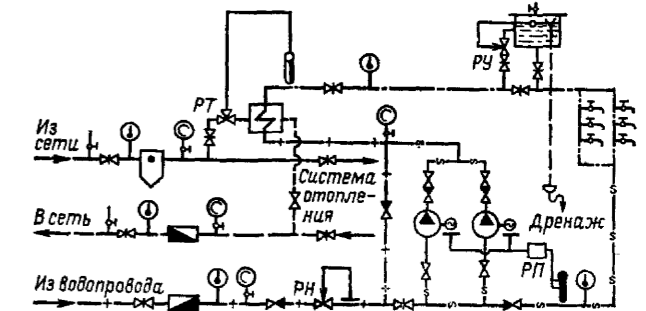 РТ
РУ
Из
сети
Система
отопле-
ния
В сеть
Дренаж
РП
Из водопровода
РН